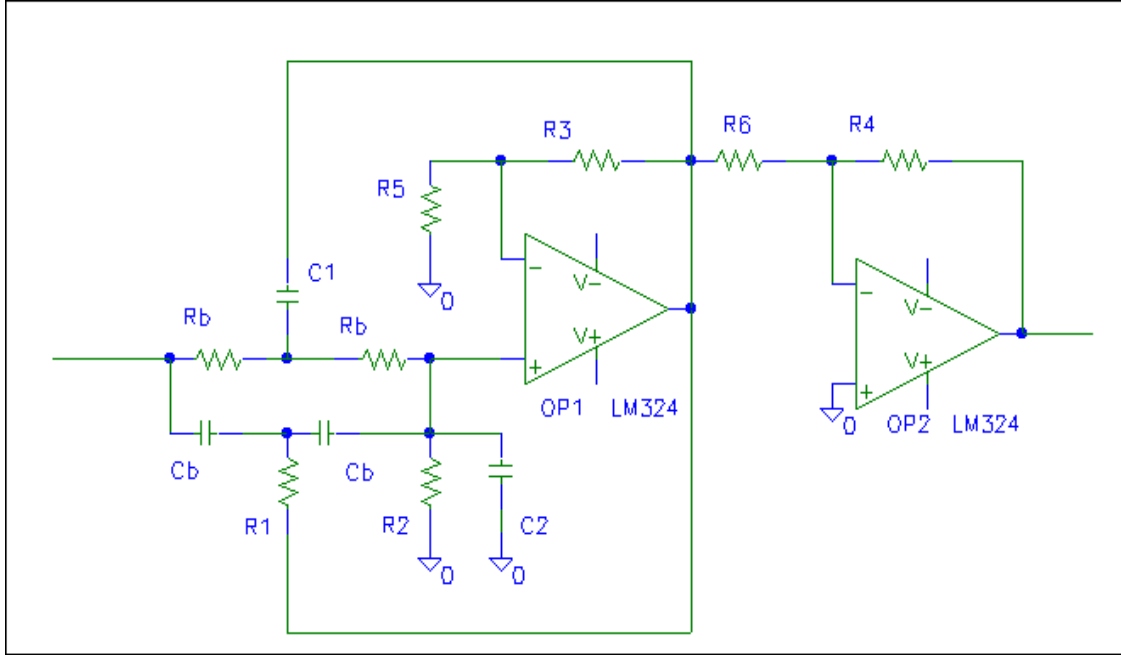 R3
R6
R4
R5
C1
0
V-
V+
-
+
Rb
Rb
OP1 LM324
V-
V+
-
+
0
OP2 LM324
Cb
Cb
R1
R2
C2
0
0